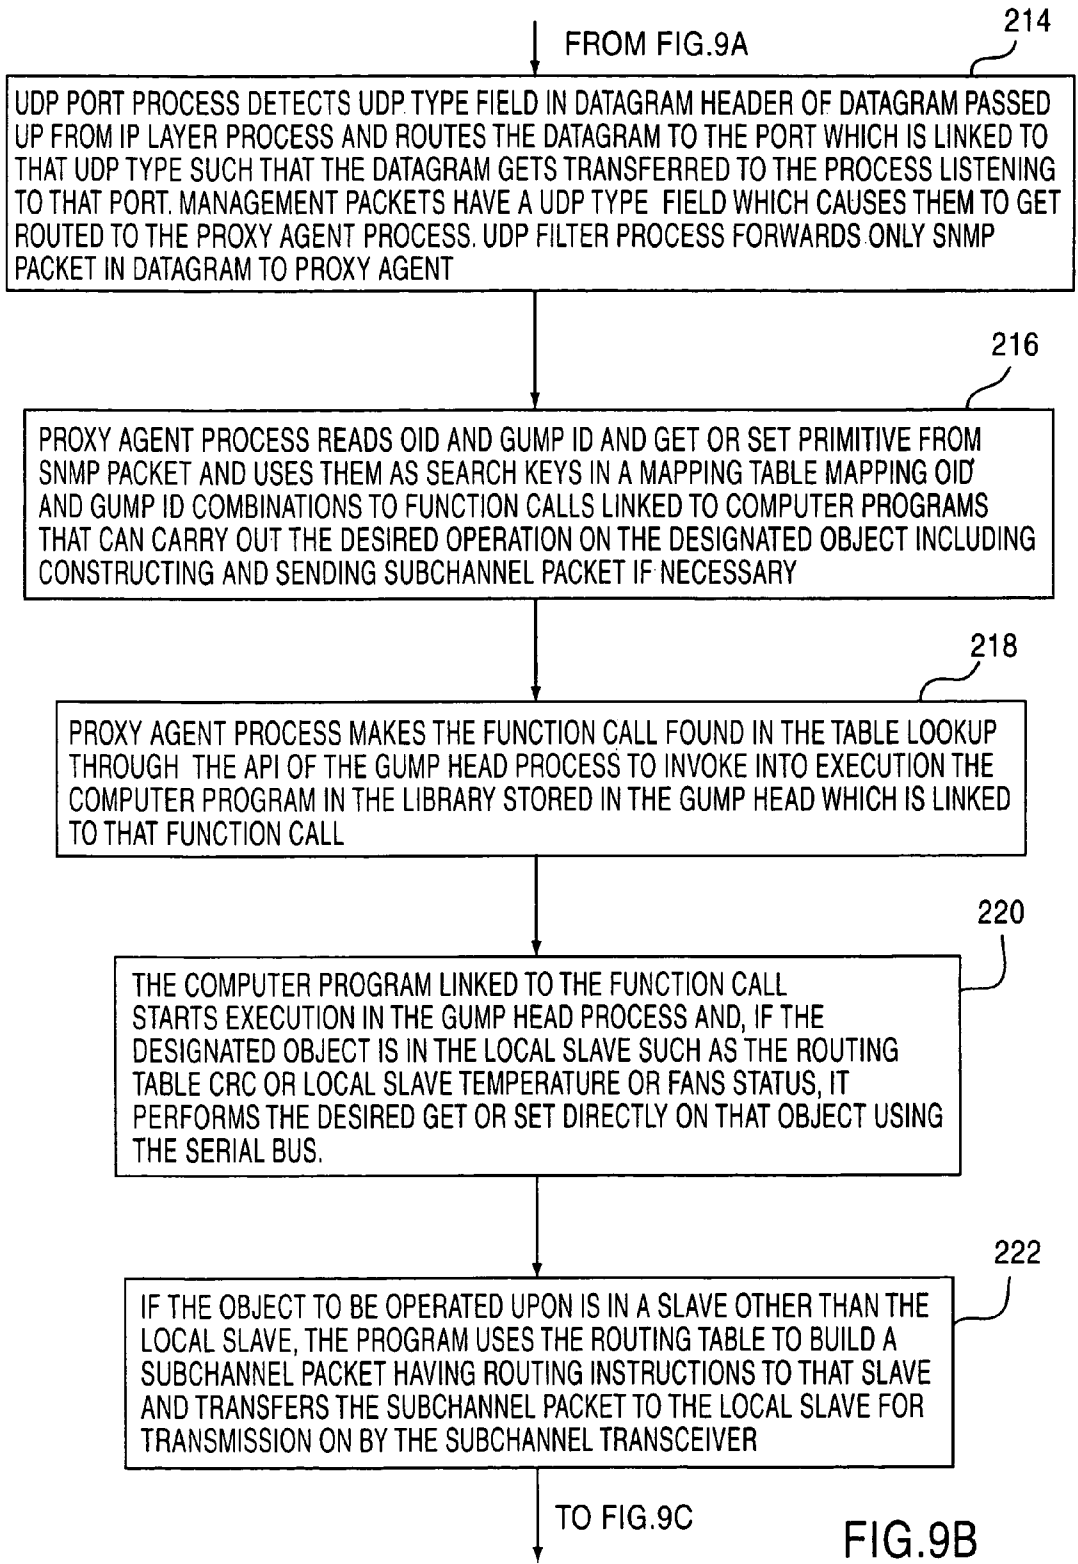 FROM FIG.9A
214
UDP PORT PROCESS DETECTS UDP TYPE FIELD IN DATAGRAM HEADER OF DATAGRAM PASSED
UP FROM IP LAYER PROCESS AND ROUTES THE DATAGRAM TO THE PORT WHICH IS LINKED TO
THAT UDP TYPE SUCH THAT THE DATAGRAM GETS TRANSFERRED TO THE PROCESS LISTENING
TO THAT PORT. MANAGEMENT PACKETS HAVE A UDP TYPE FIELD WHICH CAUSES THEM TO GET
ROUTED TO THE PROXY AGENT PROCESS. UDP FILTER PROCESS FORWARDS ONLY SNMP
PACKET IN DATAGRAM TO PROXY AGENT
216
PROXY AGENT PROCESS READS OID AND GUMP ID AND GET OR SET PRIMITIVE FROM
SNMP PACKET AND USES THEM AS SEARCH KEYS IN A MAPPING TABLE MAPPING OID
AND GUMP ID COMBINATIONS TO FUNCTION CALLS LINKED TO COMPUTER PROGRAMS
THAT CAN CARRY OUT THE DESIRED OPERATION ON THE DESIGNATED OBJECT INCLUDING
CONSTRUCTING AND SENDING SUBCHANNEL PACKET IF NECESSARY
218
PROXY AGENT PROCESS MAKES THE FUNCTION CALL FOUND IN THE TABLE LOOKUP
THROUGH THE API OF THE GUMP HEAD PROCESS TO INVOKE INTO EXECUTION THE
COMPUTER PROGRAM IN THE LIBRARY STORED IN THE GUMP HEAD WHICH IS LINKED
TO THAT FUNCTION CALL
220
THE COMPUTER PROGRAM LINKED TO THE FUNCTION CALL
STARTS EXECUTION IN THE GUMP HEAD PROCESS AND, IF THE
DESIGNATED OBJECT IS IN THE LOCAL SLAVE SUCH AS THE ROUTING
TABLE CRC OR LOCAL SLAVE TEMPERATURE OR FANS STATUS, IT
PERFORMS THE DESIRED GET OR SET DIRECTLY ON THAT OBJECT USING
THE SERIAL BUS.
222
IF THE OBJECT TO BE OPERATED UPON IS IN A SLAVE OTHER THAN THE
LOCAL SLAVE, THE PROGRAM USES THE ROUTING TABLE TO BUILD A
SUBCHANNEL PACKET HAVING ROUTING INSTRUCTIONS TO THAT SLAVE
AND TRANSFERS THE SUBCHANNEL PACKET TO THE LOCAL SLAVE FOR
TRANSMISSION ON BY THE SUBCHANNEL TRANSCEIVER
TO FIG.9C
FIG.9B